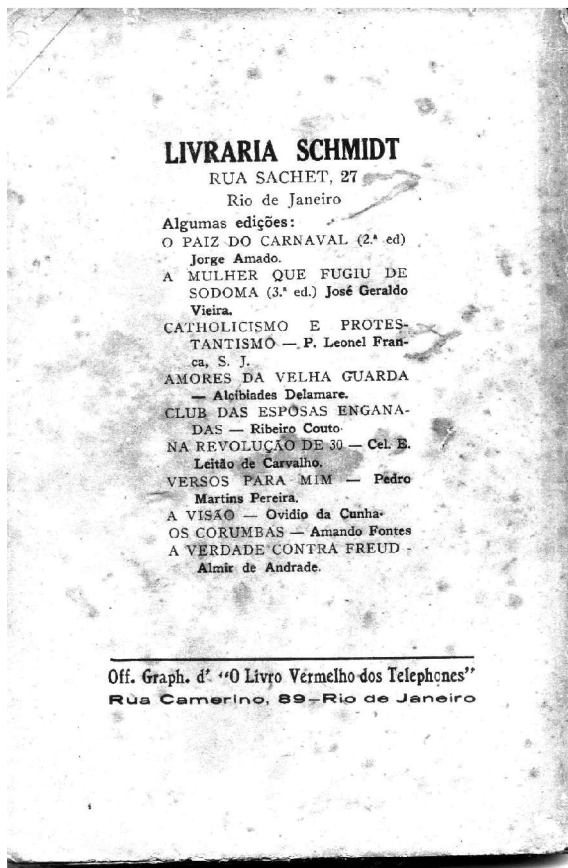 LIVRARIA SCHMIDT
RUA SACHET, 27
Rio de Janeiro
Algumas edições:
O PAIZ DO CARNAVAL (2.ª ed)
Jorge Amado.
A MULHER QUE FUGIU DE
SODOMA (3.ª ed.) José Geraldo
Vieira.
CATHOLICISMO E PROTES-
TANTISMO — P. Leonel Fran-
ca, S. J.
AMORES DA VELHA GUARDA
— Alcibiades Delamare.
CLUB DAS ESPOSAS ENGANA-
DAS — Ribeiro Couto.
NA REVOLUÇÃO DE 30 — Cel. E.
Leitão de Carvalho.
VERSOS PARA MIM — Pedro
Martins Pereira.
A VISÃO — Ovidio da Cunha.
OS CORUMBAS — Amando Fontes
A VERDADE CONTRA FREUD -
Almir de Andrade.
Off. Graph. d' "O Livro Vermelho dos Telephones"
Rua Camerino, 89—Rio de Janeiro